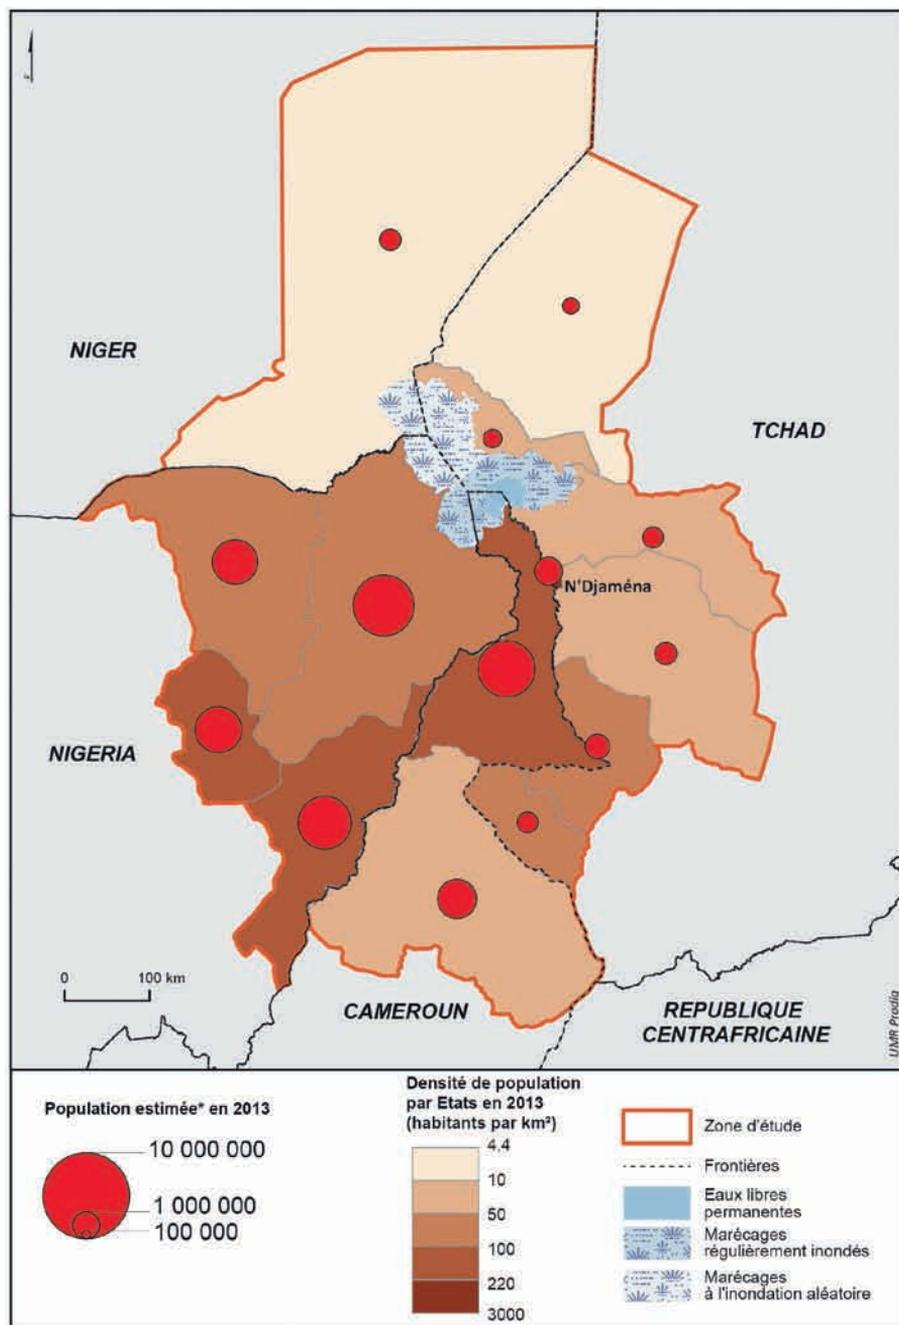 NIGER
TCHAD
N'Djaména
NIGERIA
0 100 km
CAMEROUN
REPUBLIQUE
CENTRAFRICAINE
UMR Prodig
Population estimée* en 2013
10 000 000
1 000 000
100 000
Densité de population
par Etats en 2013
(habitants par km²)
4,4
10
50
100
220
3000
Zone d'étude
Frontières
Eaux libres
permanentes
Marécages
régulièrement inondés
Marécages
à l'inondation aléatoire